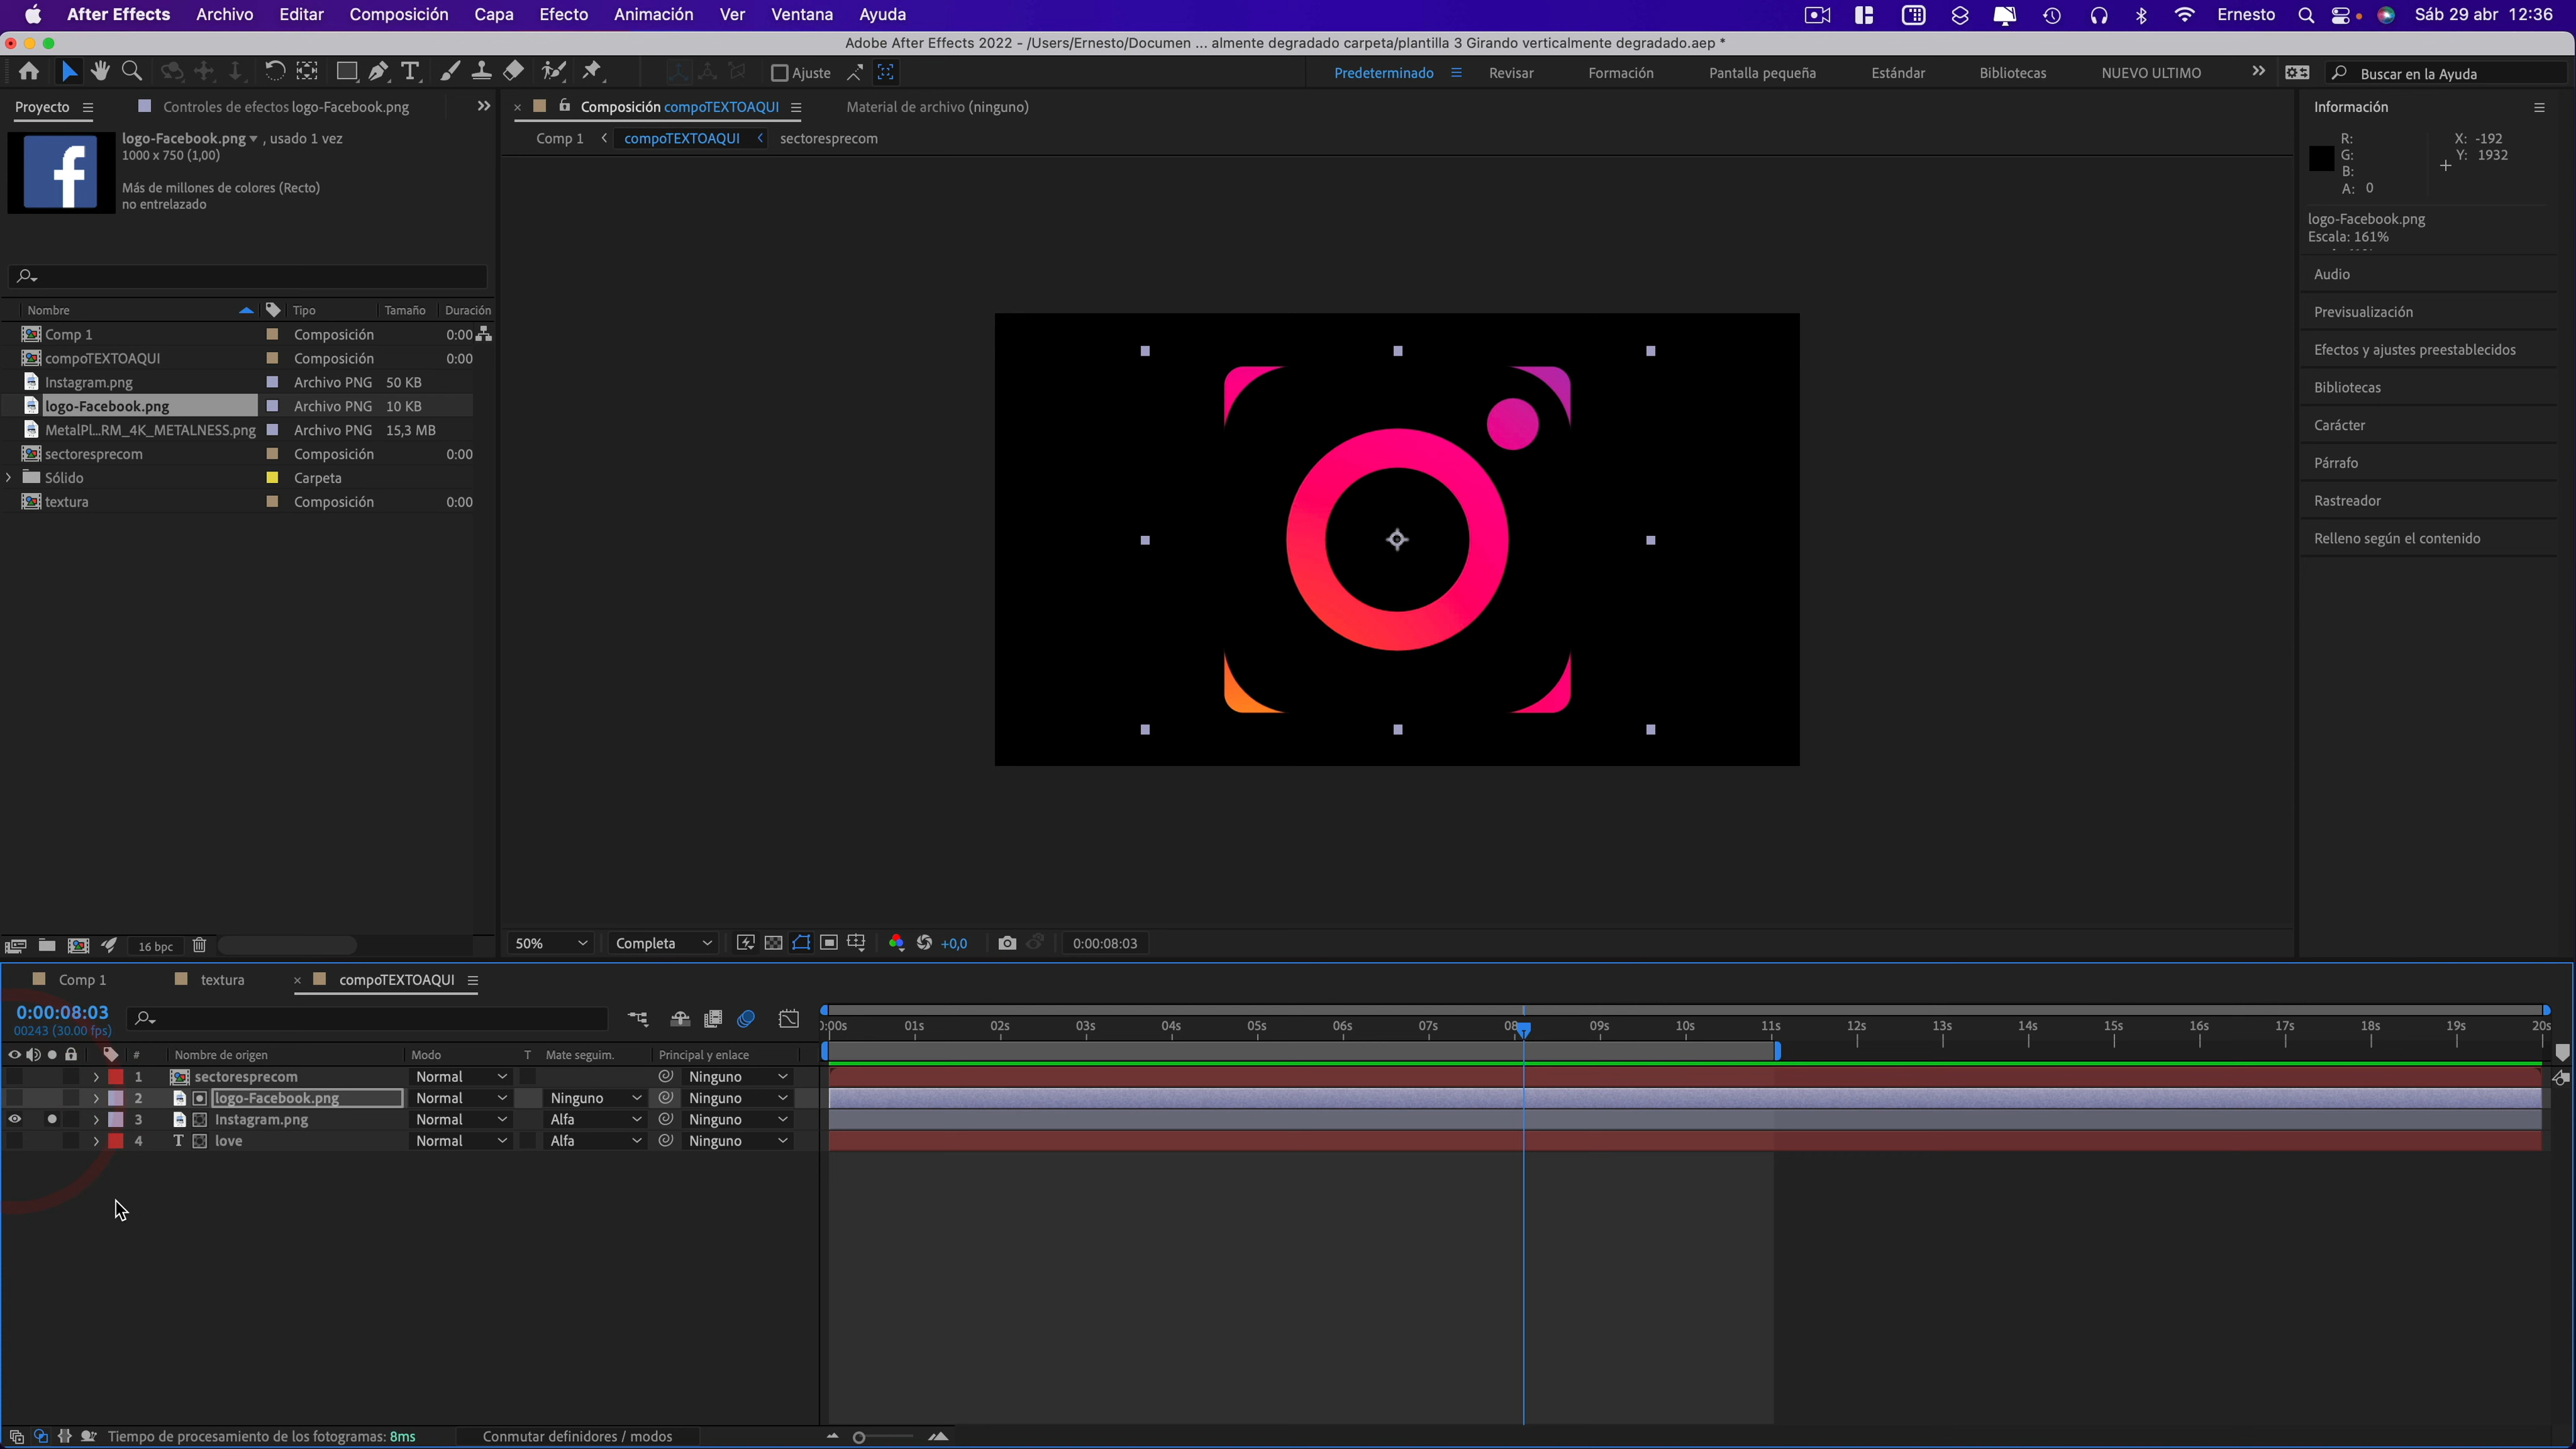 After Effects Archivo Editar Composición Capa Efecto Animación Ver Ventana Ayuda Ernesto Sáb 29 abr 12:36
Adobe After Effects 2022 - /Users/Ernesto/Documen ... almente degradado carpeta/plantilla 3 Girando verticalmente degradado.aep *
Ajuste Predeterminado Revisar Formación Pantalla pequeña Estándar Bibliotecas NUEVO ULTIMO Buscar en la Ayuda
Proyecto Controles de efectos logo-Facebook.png Composición compoTEXTOAQUI Material de archivo (ninguno) Información
logo-Facebook.png , usado 1 vez
1000 x 750 (1,00)
Más de millones de colores (Recto)
no entrelazado
Comp 1 compoTEXTOAQUI sectoresprecom
R: X: -192
G: Y: 1932
B:
A: 0
logo-Facebook.png
Escala: 161%
Audio
Previsualización
Efectos y ajustes preestablecidos
Bibliotecas
Carácter
Párrafo
Rastreador
Relleno según el contenido
Nombre Tipo Tamaño Duración
Comp 1 Composición 0:00
compoTEXTOAQUI Composición 0:00
Instagram.png Archivo PNG 50 KB
logo-Facebook.png Archivo PNG 10 KB
MetalPl...RM_4K_METALNESS.png Archivo PNG 15,3 MB
sectoresprecom Composición 0:00
Sólido Carpeta
textura Composición 0:00
16 bpc 50% Completa +0,0 0:00:08:03
Comp 1 textura compoTEXTOAQUI
0:00:08:03
00243 (30.00 fps)
0:00s 01s 02s 03s 04s 05s 06s 07s 08 09s 10s 11s 12s 13s 14s 15s 16s 17s 18s 19s 20s
# Nombre de origen Modo T Mate seguim. Principal y enlace
1 sectoresprecom Normal Ninguno
2 logo-Facebook.png Normal Ninguno Ninguno
3 Instagram.png Normal Alfa Ninguno
4 T love Normal Alfa Ninguno
Tiempo de procesamiento de los fotogramas: 8ms Conmutar definidores / modos